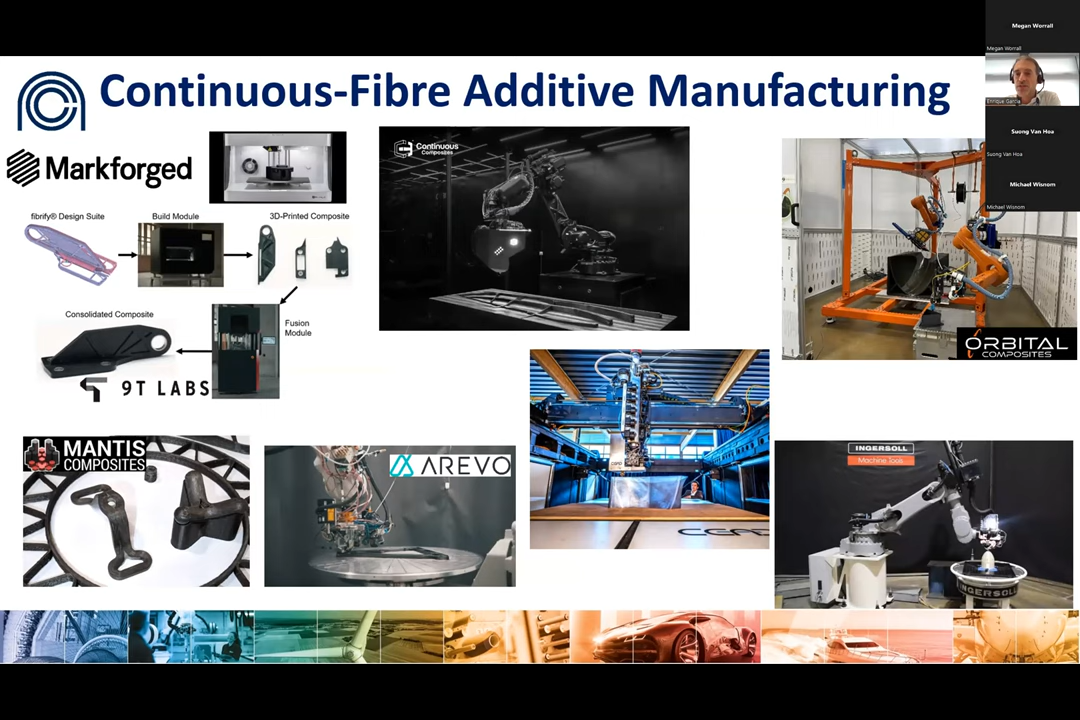 Continuous-Fibre Additive Manufacturing
Megan Worrall
Megan Worrall
Enrique Garcia
Suong Van Hoa
Suong Van Hoa
Michael Wisnom
Michael Wisnom
Markforged
fibrify® Design Suite
Build Module
3D-Printed Composite
Consolidated Composite
Fusion
Module
9T LABS
Continuous
Composites
ORBITAL
COMPOSITES
MANTIS
COMPOSITES
AREVO
INGERSOLL
Machine Tools
INGERSOLL